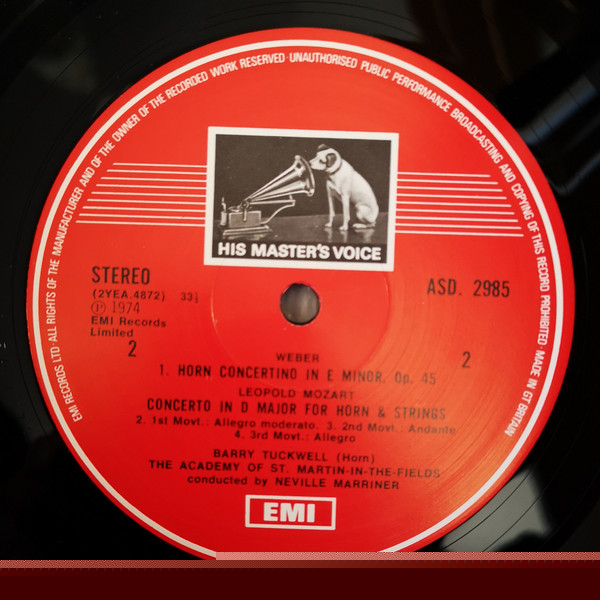 EMI RECORDS LTD · ALL RIGHTS OF THE MANUFACTURER AND OF THE OWNER OF THE RECORDED WORK RESERVED · UNAUTHORISED PUBLIC PERFORMANCE BROADCASTING AND COPYING OF THIS RECORD PROHIBITED · MADE IN GT BRITAIN
HIS MASTER'S VOICE
STEREO
ASD. 2985
(2YEA.4872) 33⅓
Ⓟ 1974
EMI Records
Limited
2
2
WEBER
1. HORN CONCERTINO IN E MINOR, Op. 45
LEOPOLD MOZART
CONCERTO IN D MAJOR FOR HORN & STRINGS
2. 1st Movt.: Allegro moderato. 3. 2nd Movt.: Andante
4. 3rd Movt.: Allegro
BARRY TUCKWELL (Horn)
THE ACADEMY OF ST. MARTIN-IN-THE-FIELDS
conducted by NEVILLE MARRINER
EMI